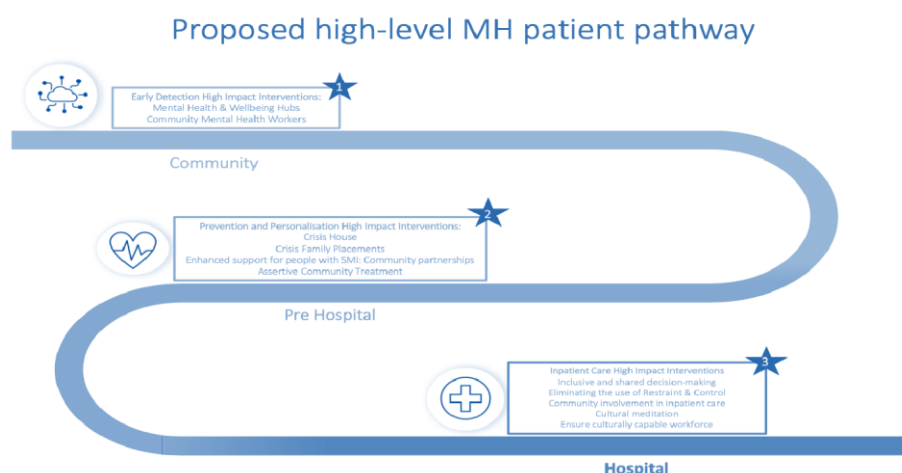 Proposed high-level MH patient pathway
1
Early Detection High Impact Interventions:
Mental Health & Wellbeing Hubs
Community Mental Health Workers
Community
2
Prevention and Personalisation High Impact Interventions:
Crisis House
Crisis Family Placements
Enhanced support for people with SMI: Community partnerships
Assertive Community Treatment
Pre Hospital
3
Inpatient Care High Impact Interventions
Inclusive and shared decision-making
Eliminating the use of Restraint & Control
Community involvement in inpatient care
Cultural meditation
Ensure culturally capable workforce
Hospital